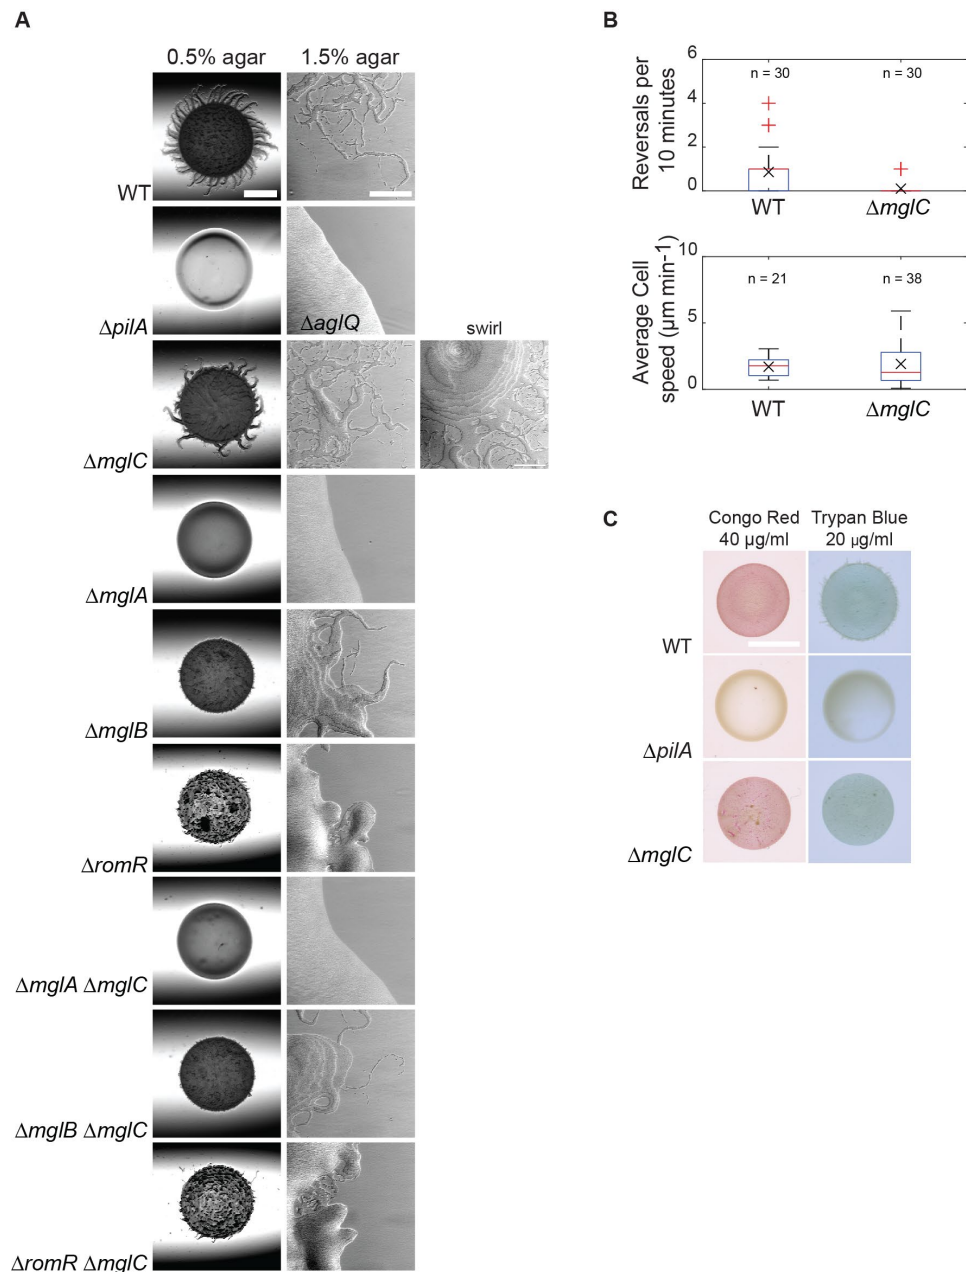 A
0.5% agar 1.5% agar
WT
ΔpilA
ΔaglQ
swirl
ΔmglC
ΔmglA
ΔmglB
ΔromR
ΔmglA ΔmglC
ΔmglB ΔmglC
ΔromR ΔmglC
B
Reversals per
10 minutes
6
4
2
0
n = 30
n = 30
WT
ΔmglC
Average Cell
speed (µm min-1)
10
5
0
n = 21
n = 38
WT
ΔmglC
C
Congo Red
40 µg/ml
Trypan Blue
20 µg/ml
WT
ΔpilA
ΔmglC